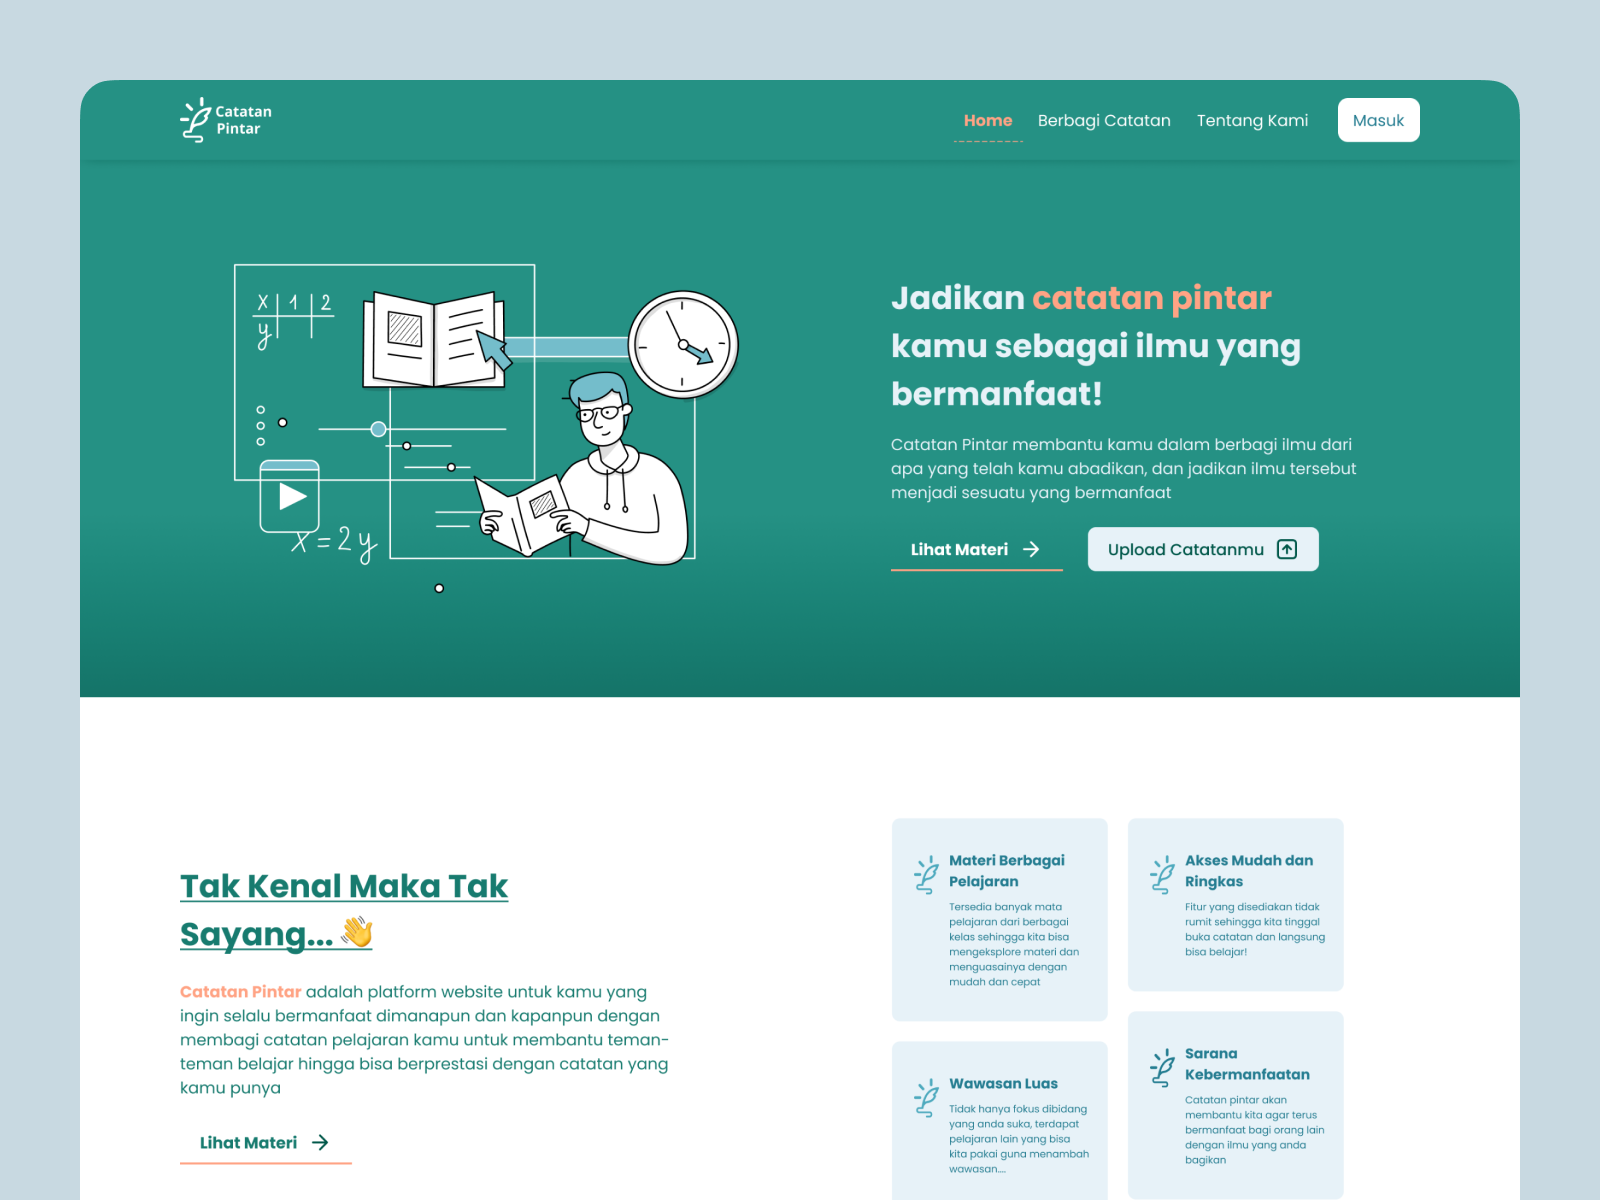 Catatan
Pintar
Home
Berbagi Catatan
Tentang Kami
Masuk
x | 1 | 2
y
x = 2y
Jadikan catatan pintar
kamu sebagai ilmu yang
bermanfaat!
Catatan Pintar membantu kamu dalam berbagi ilmu dari
apa yang telah kamu abadikan, dan jadikan ilmu tersebut
menjadi sesuatu yang bermanfaat
Lihat Materi →
Upload Catatanmu
Tak Kenal Maka Tak
Sayang... 👋
Catatan Pintar adalah platform website untuk kamu yang
ingin selalu bermanfaat dimanapun dan kapanpun dengan
membagi catatan pelajaran kamu untuk membantu teman-
teman belajar hingga bisa berprestasi dengan catatan yang
kamu punya
Lihat Materi →
Materi Berbagai
Pelajaran
Tersedia banyak mata
pelajaran dari berbagai
kelas sehingga kita bisa
mengeksplore materi dan
menguasainya dengan
mudah dan cepat
Akses Mudah dan
Ringkas
Fitur yang disediakan tidak
rumit sehingga kita tinggal
buka catatan dan langsung
bisa belajar!
Wawasan Luas
Tidak hanya fokus dibidang
yang anda suka, terdapat
pelajaran lain yang bisa
kita pakai guna menambah
wawasan....
Sarana
Kebermanfaatan
Catatan pintar akan
membantu kita agar terus
bermanfaat bagi orang lain
dengan ilmu yang anda
bagikan